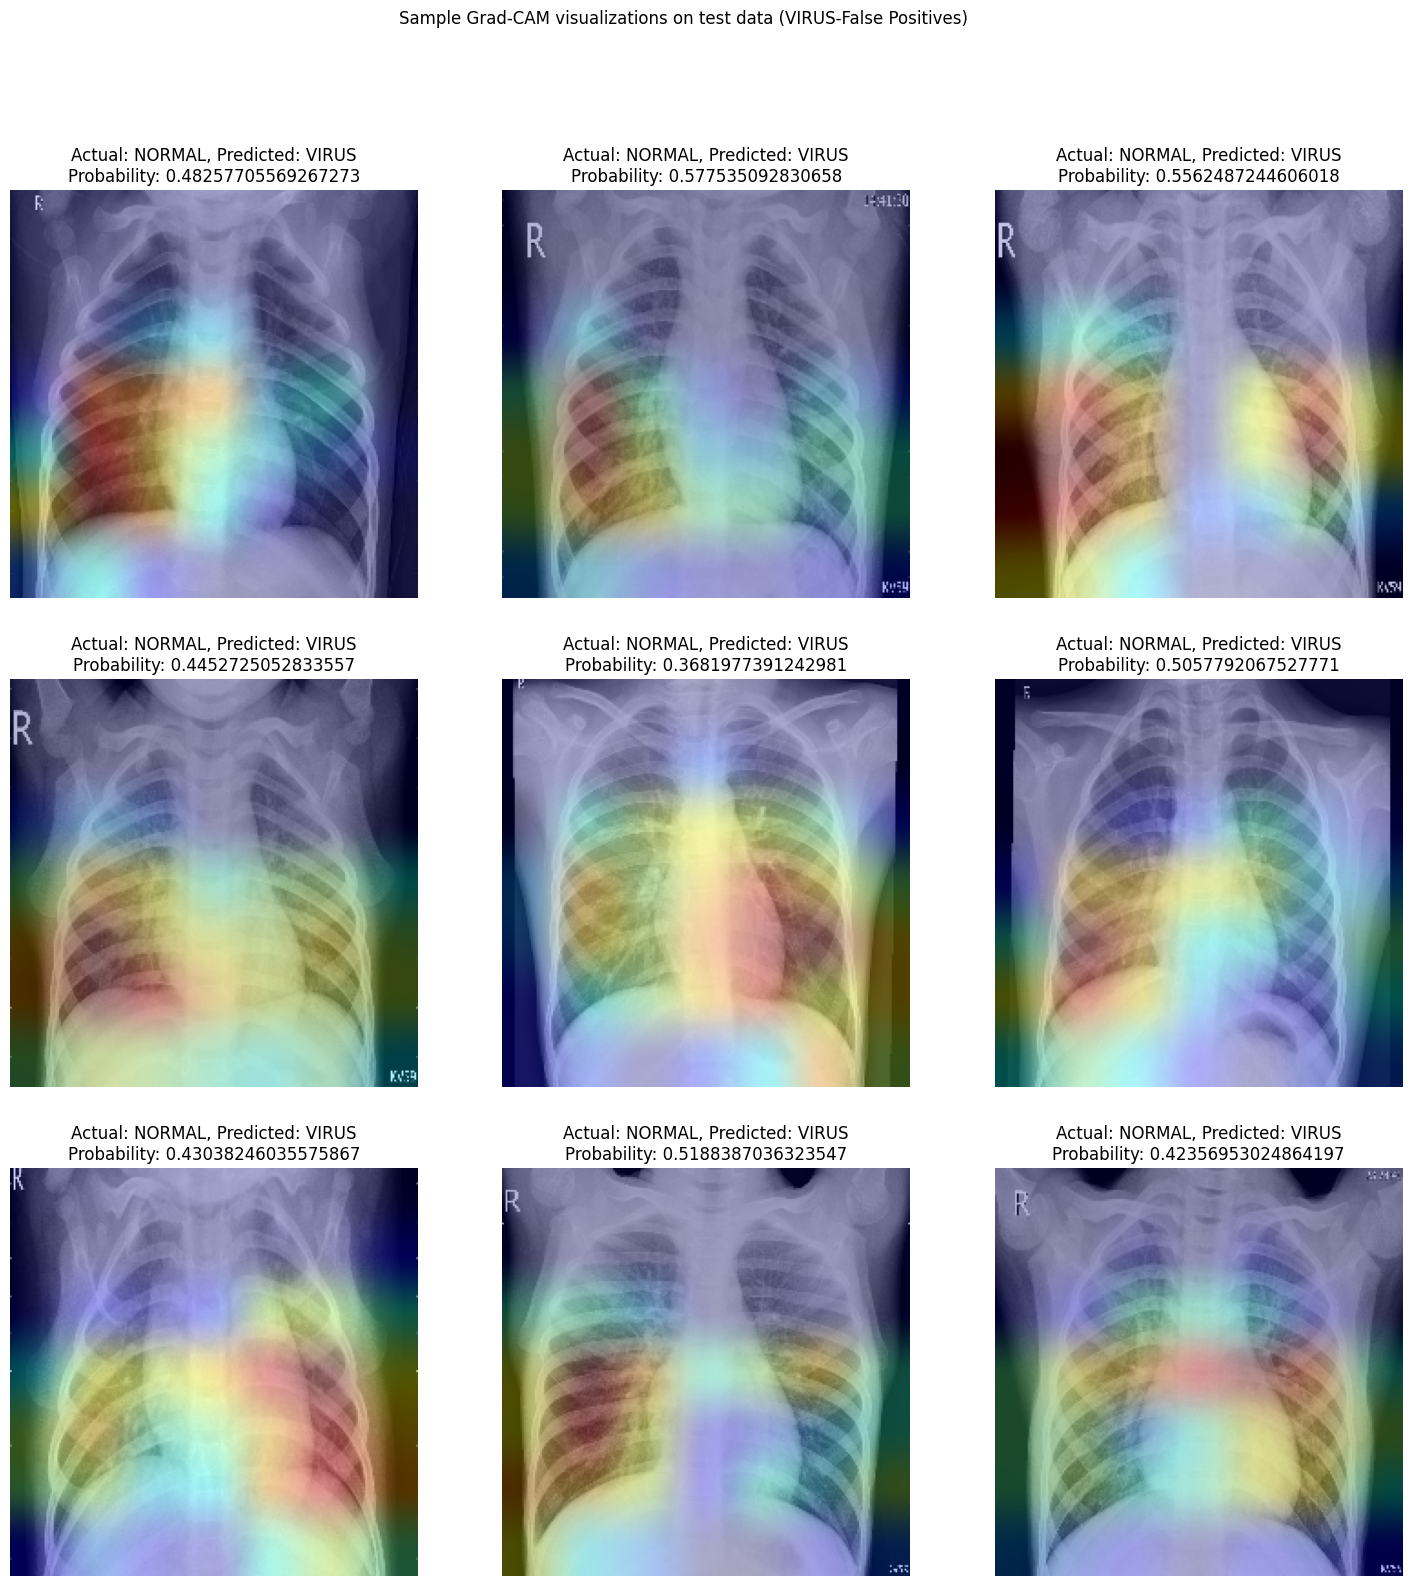 Sample Grad-CAM visualizations on test data (VIRUS-False Positives)
Actual: NORMAL, Predicted: VIRUS
Probability: 0.48257705569267273
R
Actual: NORMAL, Predicted: VIRUS
Probability: 0.577535092830658
R
Actual: NORMAL, Predicted: VIRUS
Probability: 0.5562487244606018
R
Actual: NORMAL, Predicted: VIRUS
Probability: 0.4452725052833557
R
Actual: NORMAL, Predicted: VIRUS
Probability: 0.3681977391242981
R
Actual: NORMAL, Predicted: VIRUS
Probability: 0.5057792067527771
Actual: NORMAL, Predicted: VIRUS
Probability: 0.43038246035575867
R
Actual: NORMAL, Predicted: VIRUS
Probability: 0.5188387036323547
R
Actual: NORMAL, Predicted: VIRUS
Probability: 0.42356953024864197
R